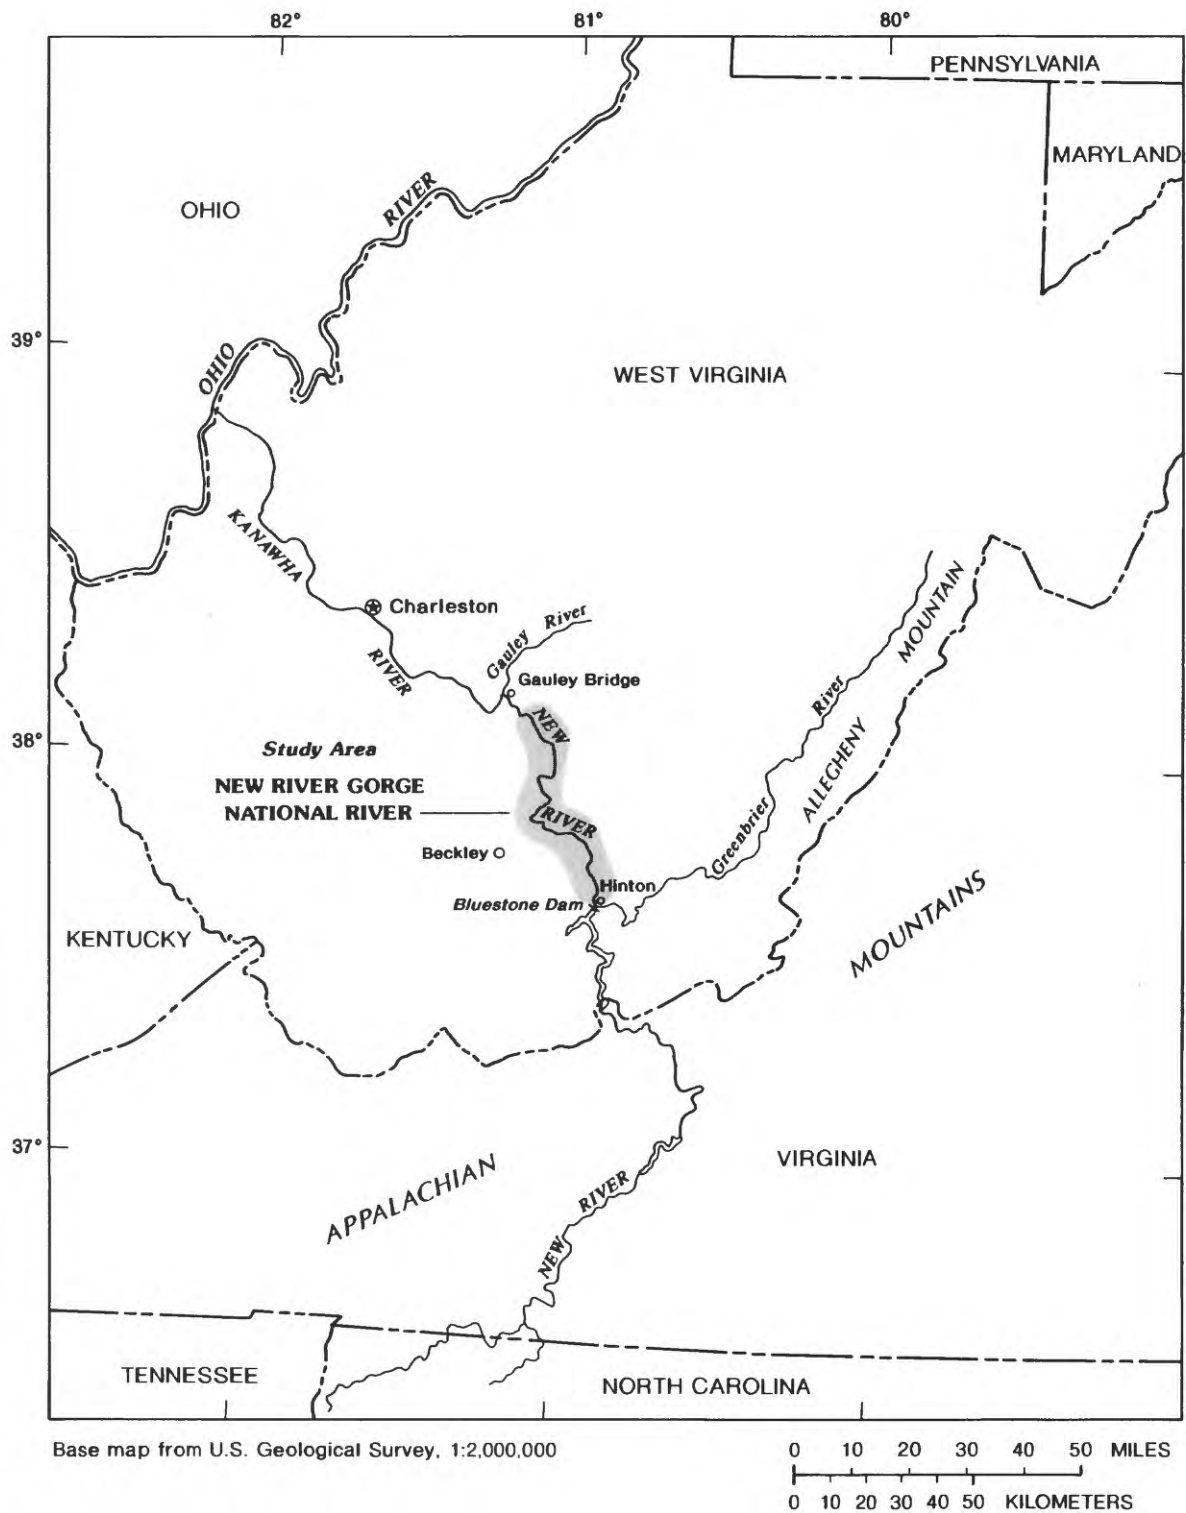 82° 81° 80°
PENNSYLVANIA
MARYLAND
OHIO
RIVER
39°
OHIO
WEST VIRGINIA
KANAWHA
MOUNTAIN
Charleston
Gauley River
RIVER
Gauley Bridge
River
NEW
38°
Study Area
ALLEGHENY
NEW RIVER GORGE
NATIONAL RIVER
RIVER
Greenbrier
Beckley
Hinton
Bluestone Dam
MOUNTAINS
KENTUCKY
37°
VIRGINIA
APPALACHIAN
RIVER
NEW
TENNESSEE
NORTH CAROLINA
Base map from U.S. Geological Survey, 1:2,000,000
0 10 20 30 40 50 MILES
0 10 20 30 40 50 KILOMETERS